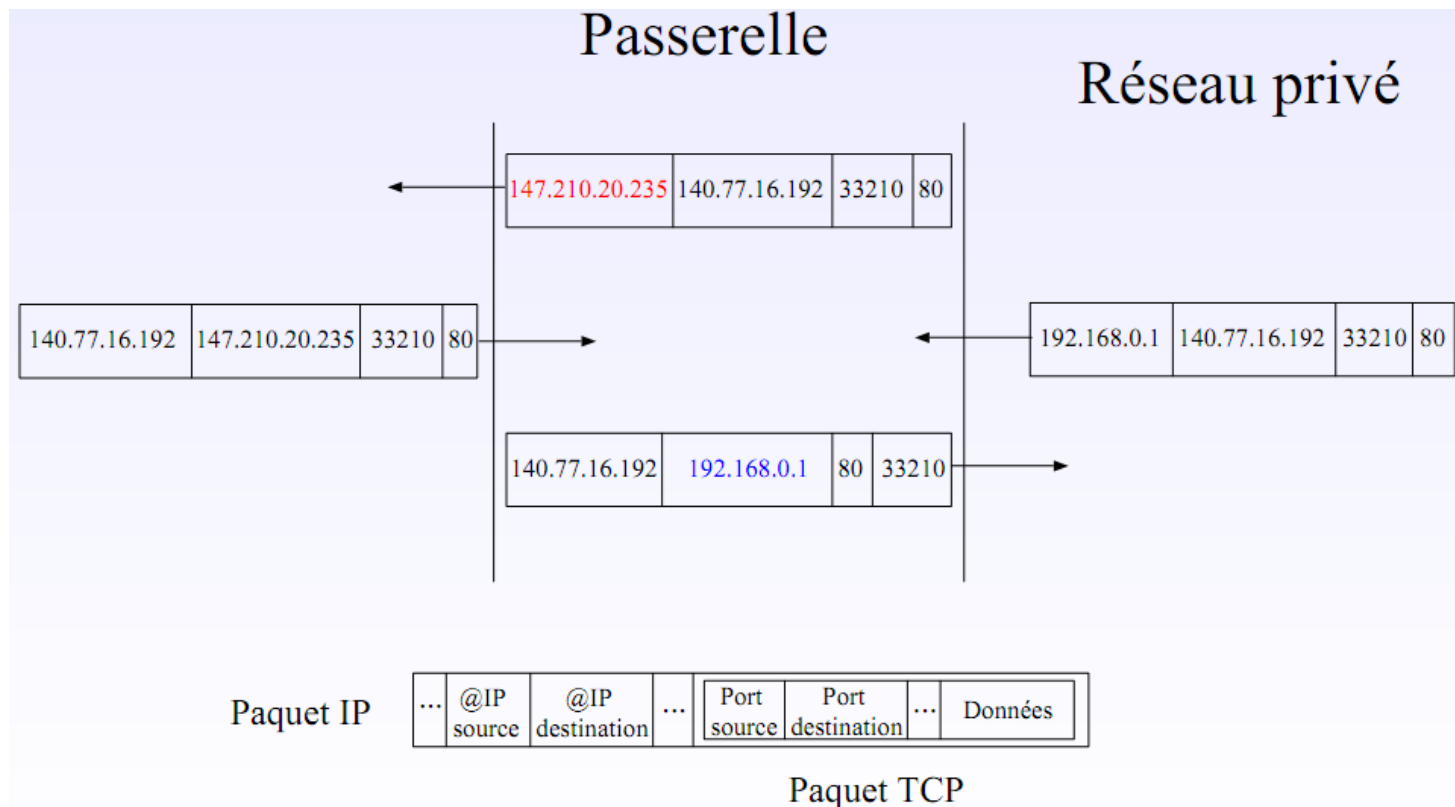 Passerelle
Réseau privé
147.210.20.235 140.77.16.192 33210 80
140.77.16.192 147.210.20.235 33210 80
192.168.0.1 140.77.16.192 33210 80
140.77.16.192 192.168.0.1 80 33210
Paquet IP
... @IP source @IP destination ... Port source Port destination ... Données
Paquet TCP